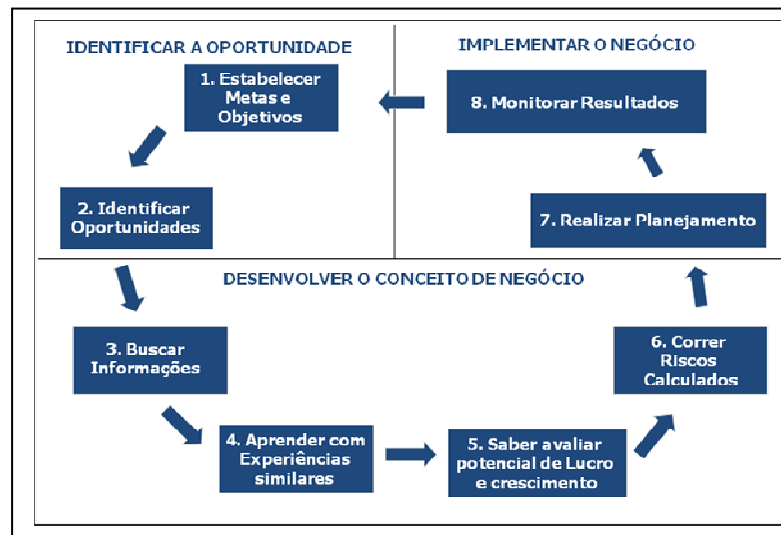 IDENTIFICAR A OPORTUNIDADE
1. Estabelecer
Metas e
Objetivos
2. Identificar
Oportunidades
DESENVOLVER O CONCEITO DE NEGÓCIO
3. Buscar
Informações
4. Aprender com
Experiências
similares
5. Saber avaliar
potencial de Lucro
e crescimento
6. Correr
Riscos
Calculados
IMPLEMENTAR O NEGÓCIO
7. Realizar Planejamento
8. Monitorar Resultados